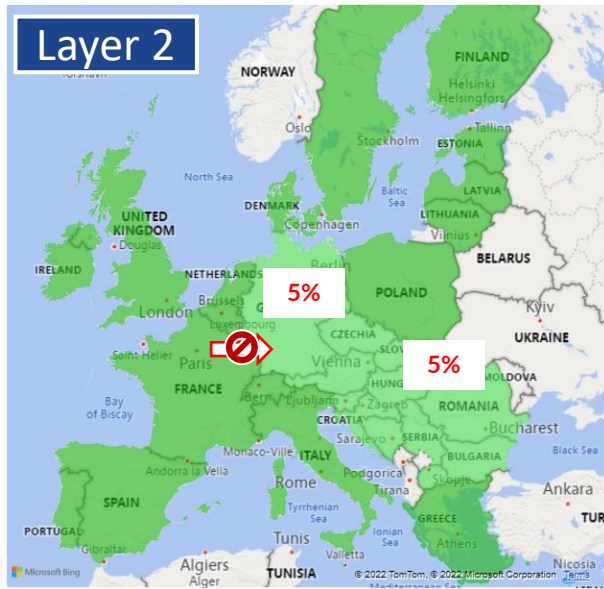 Layer 2
NORWAY
FINLAND
Helsinki
Helsingfors
Oslo
Stockholm
Tallinn
ESTONIA
North Sea
Baltic
Sea
LATVIA
DENMARK
Copenhagen
LITHUANIA
Vilnius
UNITED
KINGDOM
Douglas
BELARUS
IRELAND
NETHERLANDS
Berlin
5%
POLAND
London
Brussels
Luxembourg
Kyiv
UKRAINE
CZECHIA
Saint Helier
Paris
Vienna
5%
MOLDOVA
FRANCE
Bern
Ljubljana
Zagreb
ROMANIA
Bay
of Biscay
CROATIA
Bucharest
Sarajevo
SERBIA
Black Sea
Monaco-Ville
ITALY
BULGARIA
Andorra la Vella
Podgorica
Skopje
Rome
Tirana
Ankara
SPAIN
Tyrrhenian
Sea
GREECE
PORTUGAL
Ionian
Sea
Athens
Gibraltar
Tunis
Valletta
Algiers
Alger
Nicosia
Microsoft Bing
TUNISIA
© 2022 TomTom, © 2022 Microsoft Corporation Terms
Mediterranean Sea